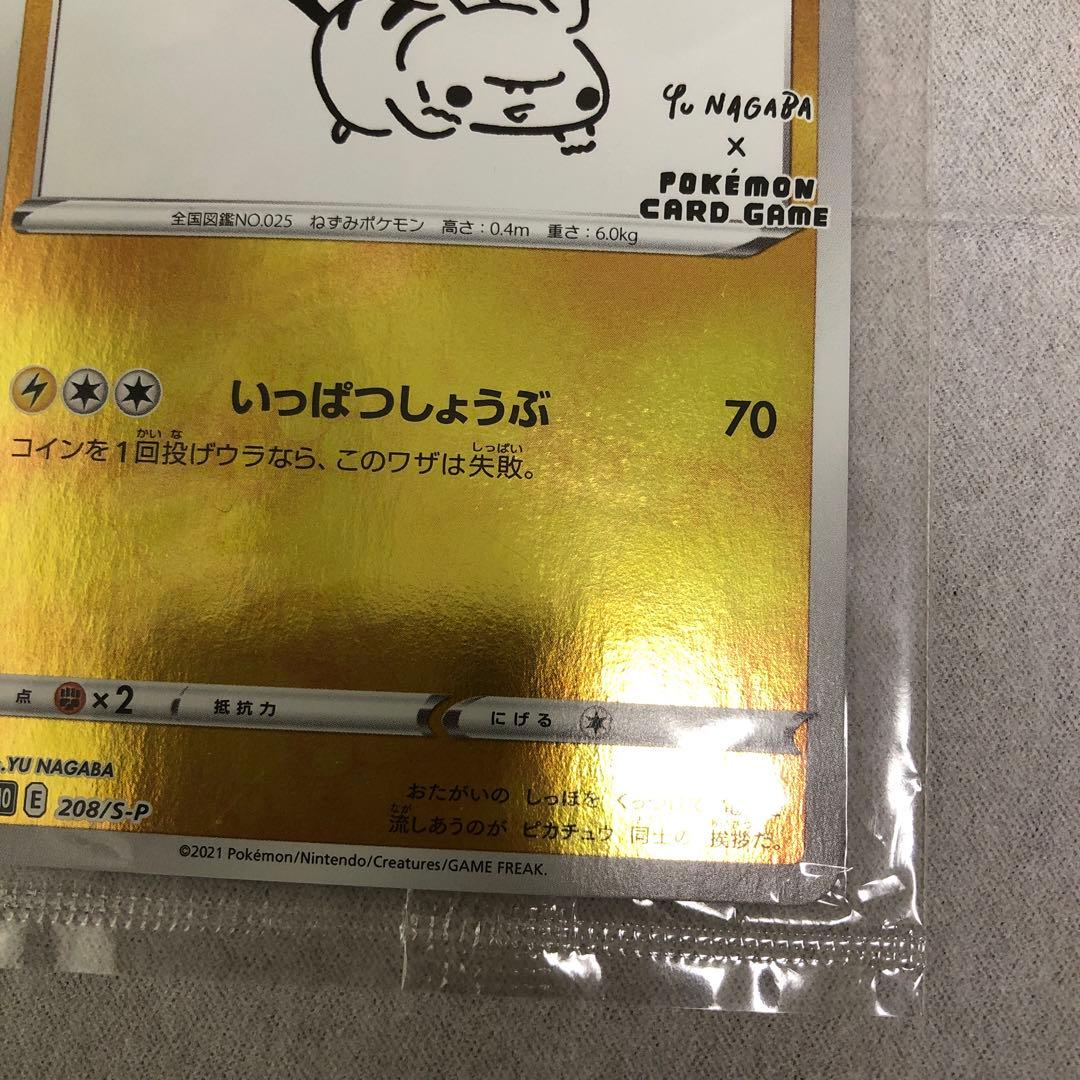 Yu NAGABA
×
POKÉMON
CARD GAME
全国図鑑NO.025 ねずみポケモン 高さ：0.4m 重さ：6.0kg
いっぱつしょうぶ 70
コインを1回投げウラなら、このワザは失敗。
点 ×2 抵抗力 にげる
.YU NAGABA
E 208/S-P
おたがいの しっぽを
流しあうのが ピカチュウ 同士の 挨拶だ。
©2021 Pokémon/Nintendo/Creatures/GAME FREAK.